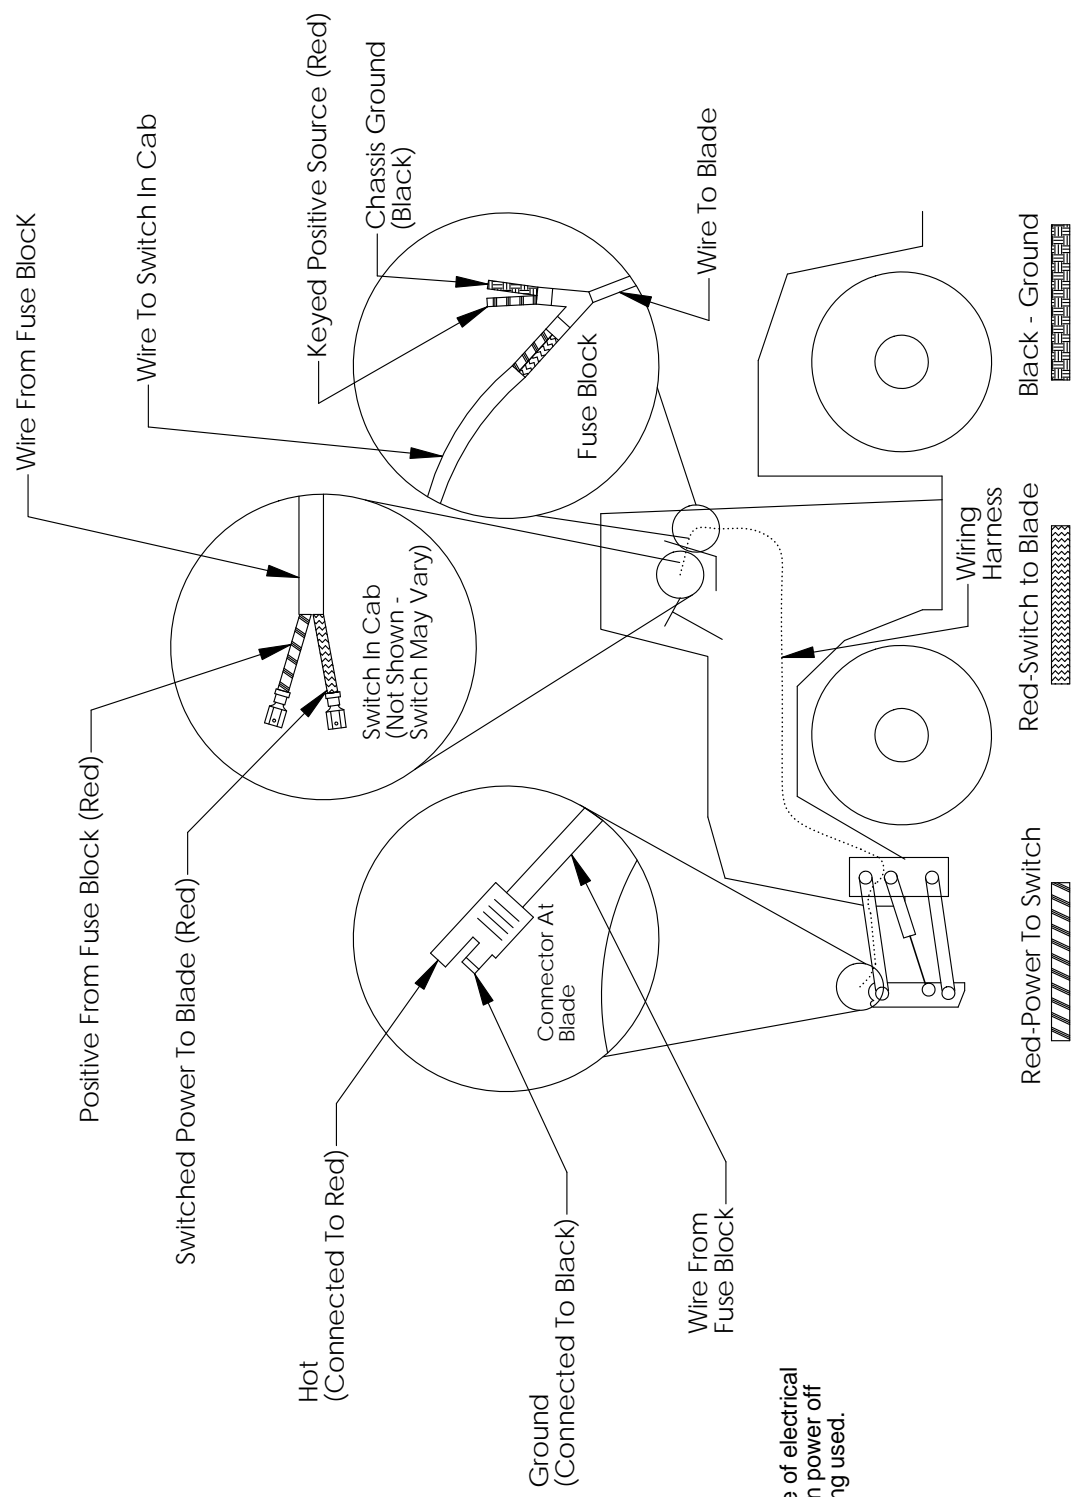 Wire From Fuse BlocK
Wire To Switch In Cab
Keyed Positive Source (Red)
Chassis Ground
(Black)
Wire To Blade
Fuse Block
Positive From Fuse Block (Red)
Switched Power To Blade (Red)
Switch In Cab
(Not Shown -
Switch May Vary)
Hot
(Connected To Red)
Ground
(Connected To Black)
Connector At
Blade
Wire From
Fuse Block
Wiring
Harness
of electrical
power off
used.
Red-Power To Switch
Red-Switch to Blade
Black - Ground